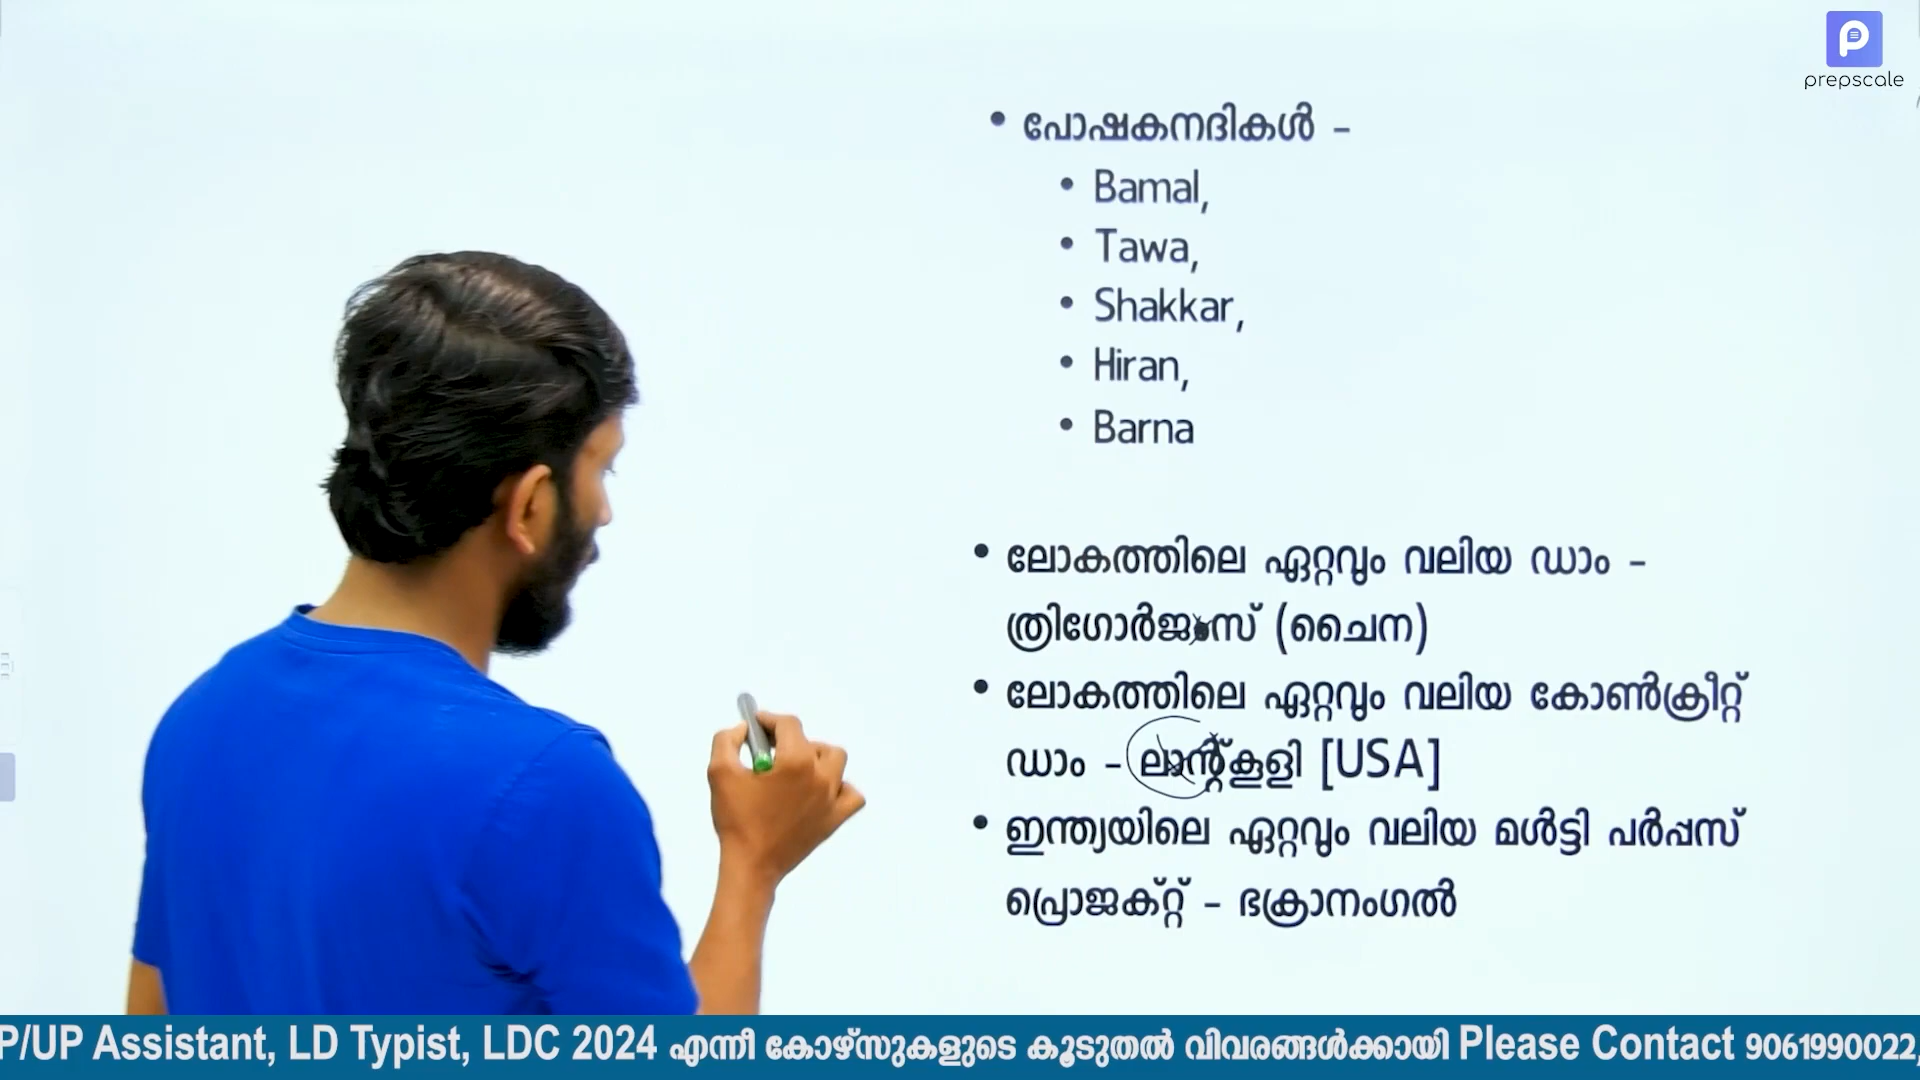 prepscale
• പോഷകനദികൾ –
• Bamal,
• Tawa,
• Shakkar,
• Hiran,
• Barna
• ലോകത്തിലെ ഏറ്റവും വലിയ ഡാം –
ത്രിഗോർജസ് (ചൈന)
• ലോകത്തിലെ ഏറ്റവും വലിയ കോൺക്രീറ്റ്
ഡാം – ലാന്റ്കൂളി [USA]
• ഇന്ത്യയിലെ ഏറ്റവും വലിയ മൾട്ടി പർപ്പസ്
പ്രൊജക്റ്റ് – ഭക്രാനംഗൽ
P/UP Assistant, LD Typist, LDC 2024 എന്നീ കോഴ്സുകളുടെ കൂടുതൽ വിവരങ്ങൾക്കായി Please Contact 9061990022,